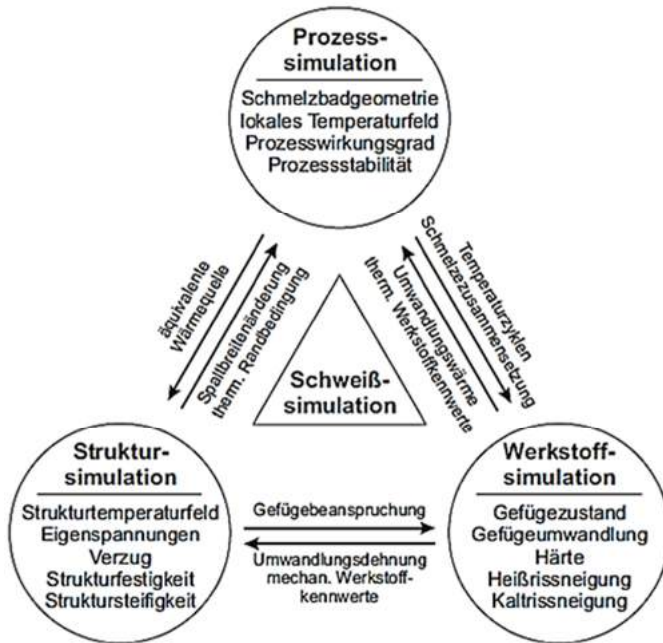 Prozess-
simulation
Schmelzbadgeometrie
lokales Temperaturfeld
Prozesswirkungsgrad
Prozessstabilität
äquivalente
Wärmequelle
Spaltbreitenänderung
therm. Randbedingung
Temperaturzyklen
Schmelzezusammensetzung
Umwandlungswärme
therm. Werkstoffkennwerte
Schweiß-
simulation
Struktur-
simulation
Strukturtemperaturfeld
Eigenspannungen
Verzug
Strukturfestigkeit
Struktursteifigkeit
Gefügebeanspruchung
Umwandlungsdehnung
mechan. Werkstoff-
kennwerte
Werkstoff-
simulation
Gefügezustand
Gefügeumwandlung
Härte
Heißrissneigung
Kaltrissneigung